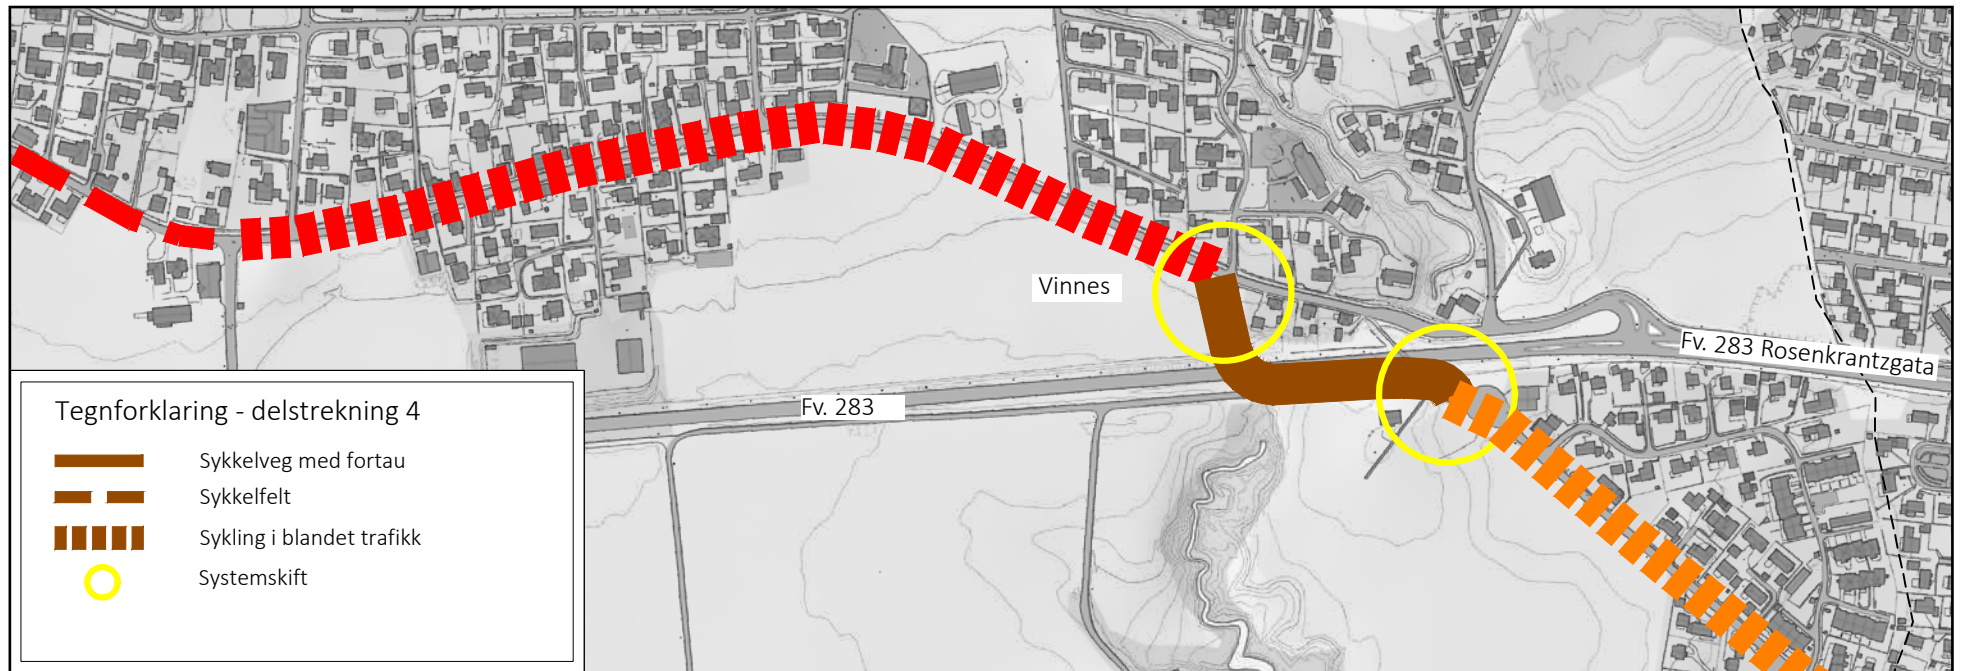 Vinnes
Fv. 283 Rosenkrantzgata
Fv. 283
Tegnforklaring - delstrekning 4
Sykkelveg med fortau
Sykkelfelt
Sykling i blandet trafikk
Systemskift